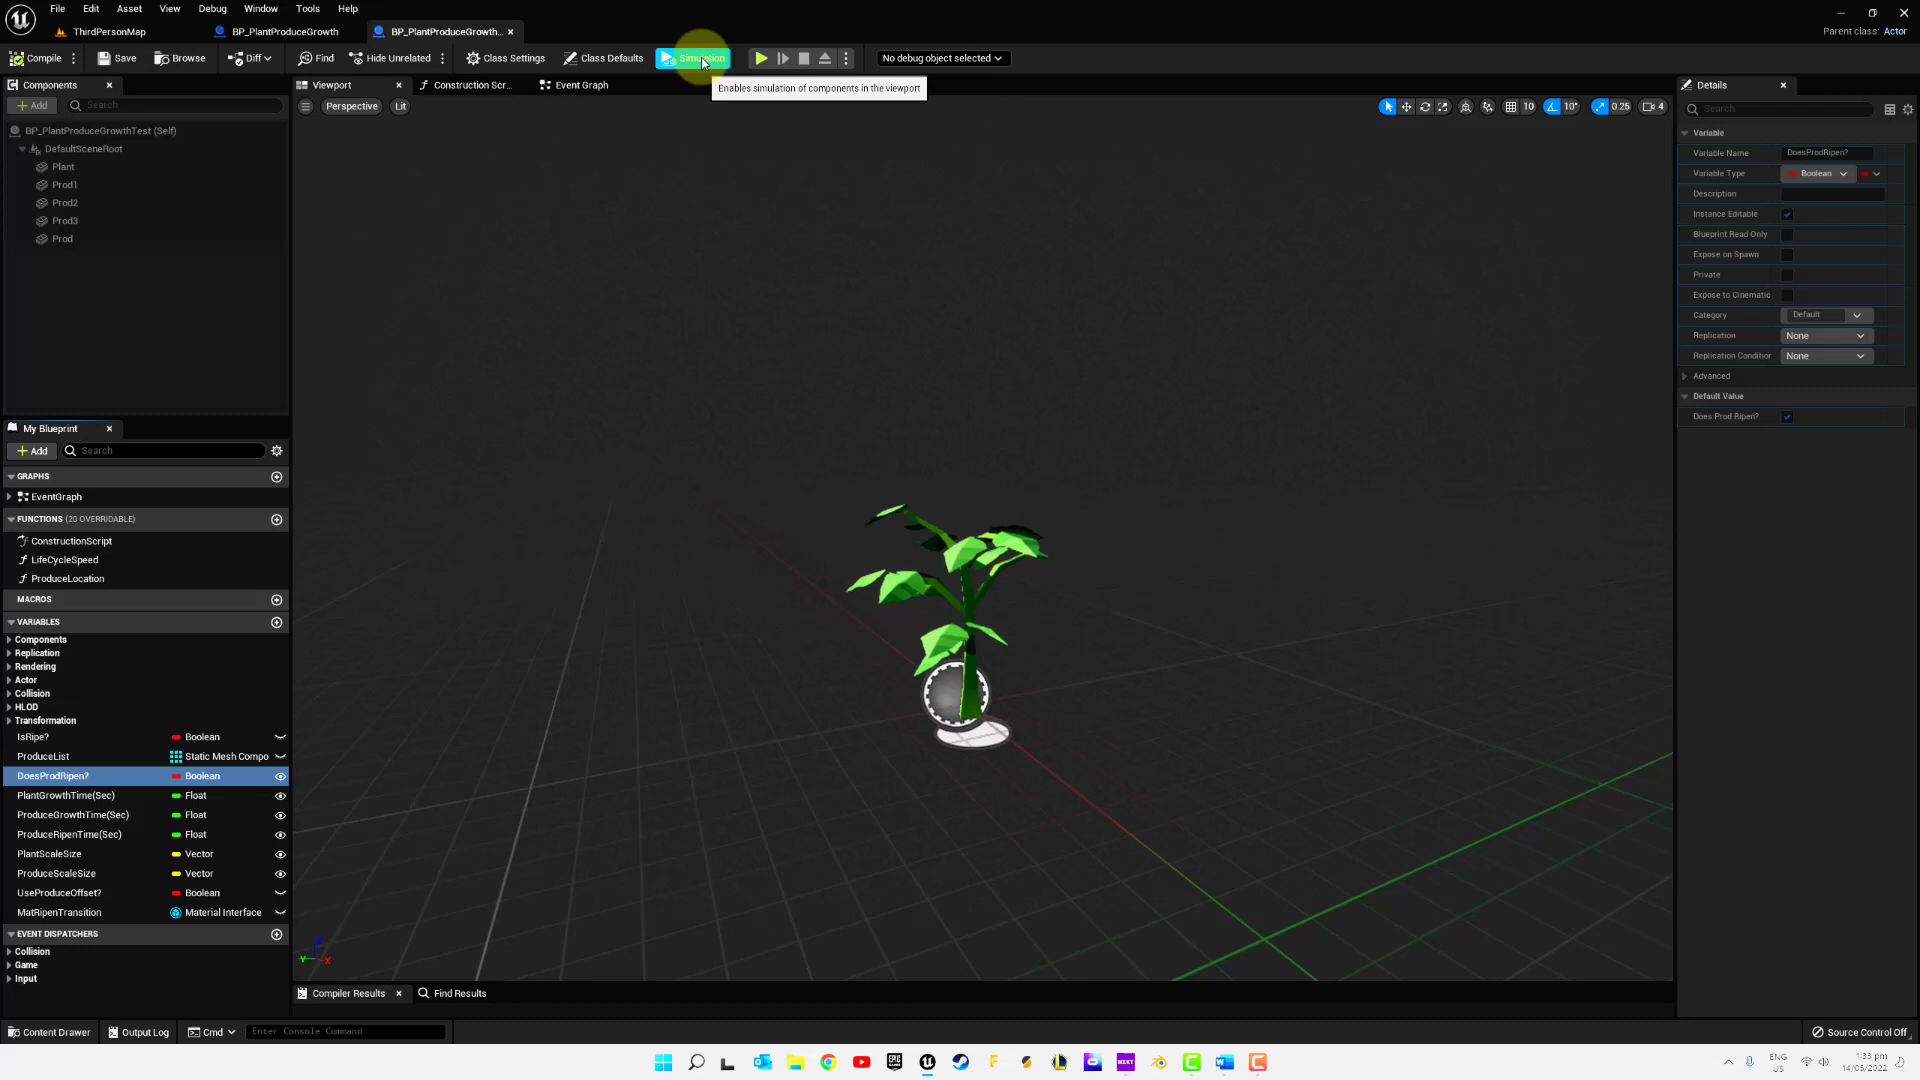 File Edit Asset View Debug Window Tools Help
ThirdPersonMap BP_PlantProduceGrowth BP_PlantProduceGrowth...
Parent class: Actor
Compile Save Browse Diff Find Hide Unrelated Class Settings Class Defaults Simulation No debug object selected
Components
Add Search
BP_PlantProduceGrowthTest (Self)
DefaultSceneRoot
Plant
Prod1
Prod2
Prod3
Prod
Viewport Construction Scr... Event Graph
Enables simulation of components in the viewport
Perspective Lit
10 10° 0.25 4
My Blueprint
Add Search
GRAPHS
EventGraph
FUNCTIONS (20 OVERRIDABLE)
ConstructionScript
LifeCycleSpeed
ProduceLocation
MACROS
VARIABLES
Components
Replication
Rendering
Actor
Collision
HLOD
Transformation
IsRipe? Boolean
ProduceList Static Mesh Compo
DoesProdRipen? Boolean
PlantGrowthTime(Sec) Float
ProduceGrowthTime(Sec) Float
ProduceRipenTime(Sec) Float
PlantScaleSize Vector
ProduceScaleSize Vector
UseProduceOffset? Boolean
MatRipenTransition Material Interface
EVENT DISPATCHERS
Collision
Game
Input
Compiler Results Find Results
Details
Search
Variable
Variable Name DoesProdRipen?
Variable Type Boolean
Description
Instance Editable
Blueprint Read Only
Expose on Spawn
Private
Expose to Cinematic
Category Default
Replication None
Replication Condition None
Advanced
Default Value
Does Prod Ripen?
Content Drawer Output Log Cmd Enter Console Command Source Control Off
ENG
US
1:33 pm
14/05/2022